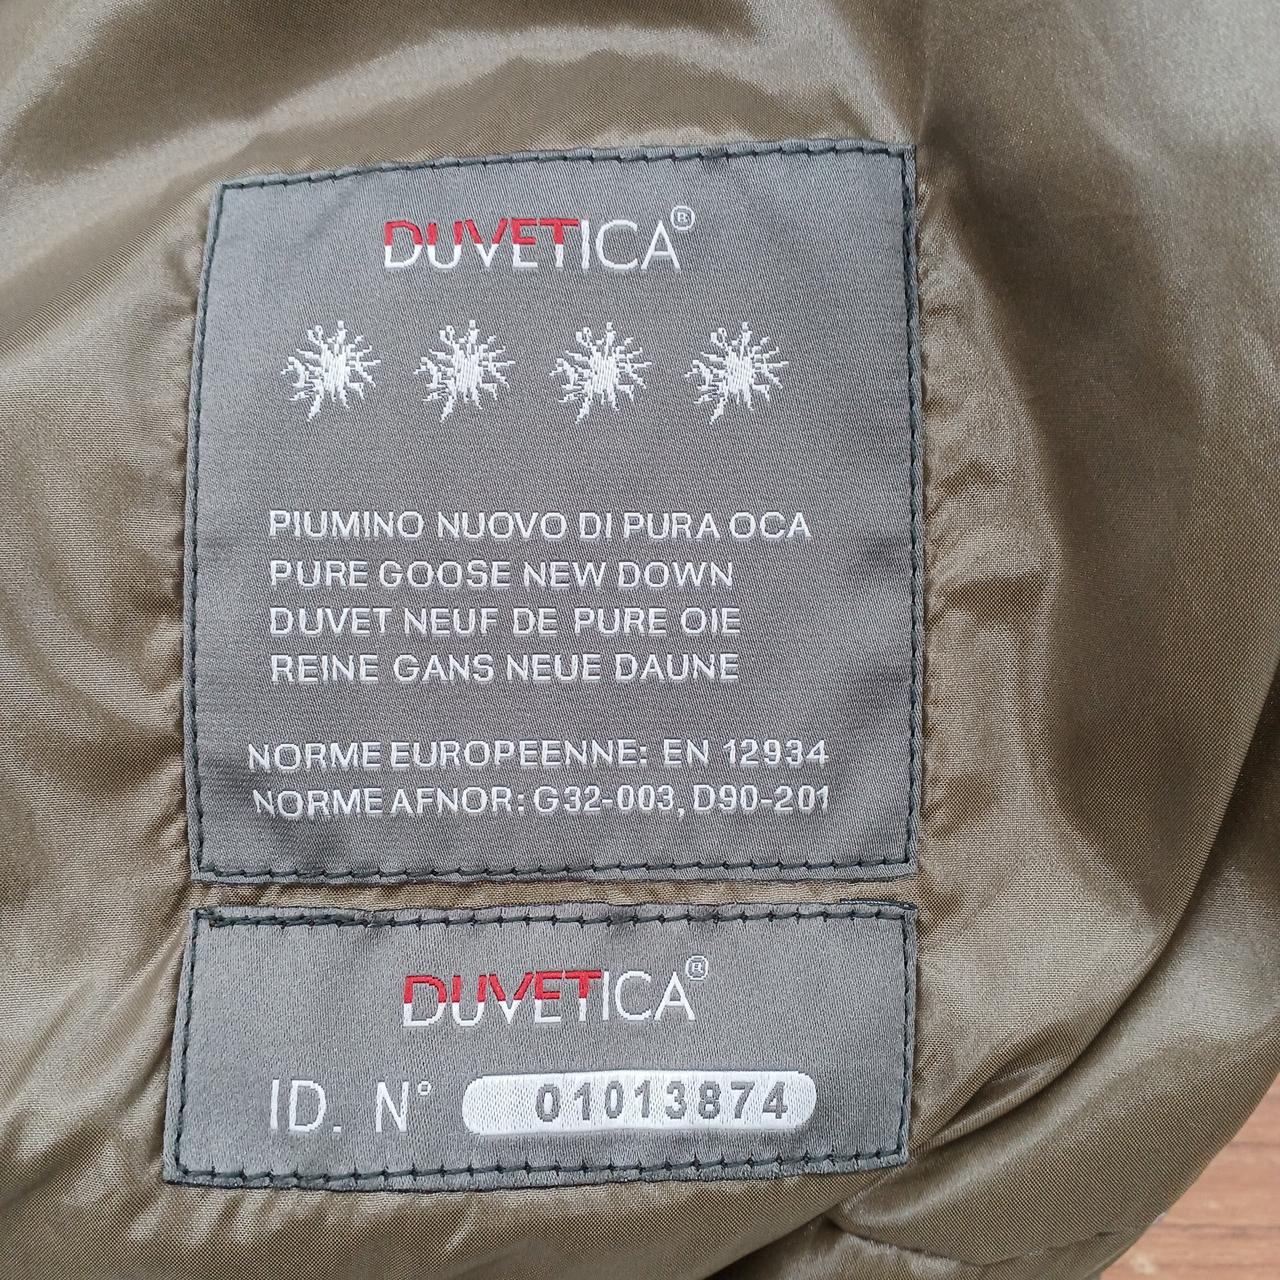 DUVETICA®
PIUMINO NUOVO DI PURA OCA
PURE GOOSE NEW DOWN
DUVET NEUF DE PURE OIE
REINE GANS NEUE DAUNE
NORME EUROPEENNE: EN 12934
NORME AFNOR: G32-003, D90-201
DUVETICA®
ID. N° 01013874